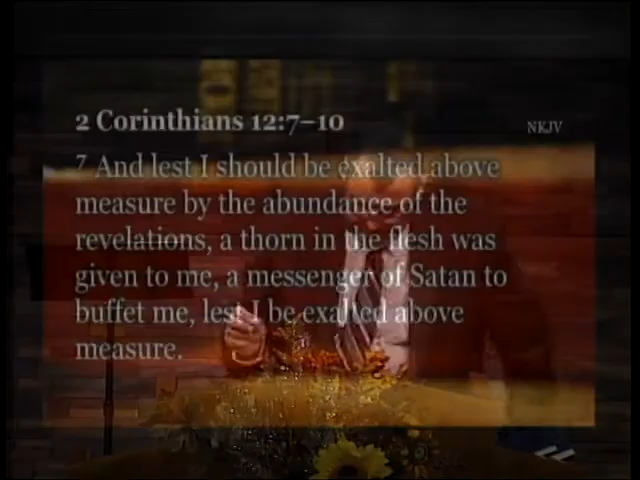 2 Corinthians 12:7–10
NKJV
7 And lest I should be exalted above
measure by the abundance of the
revelations, a thorn in the flesh was
given to me, a messenger of Satan to
buffet me, lest I be exalted above
measure.